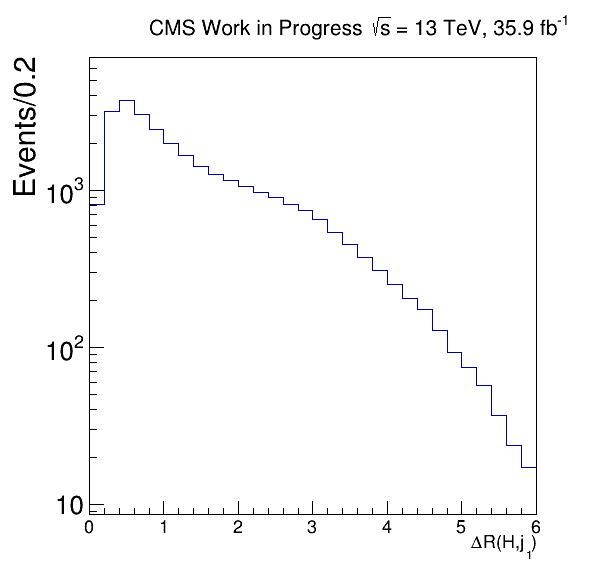 CMS Work in Progress √s = 13 TeV, 35.9 fb⁻¹
Events/0.2
10³
10²
10
0 1 2 3 4 5 6
ΔR(H,j₁)